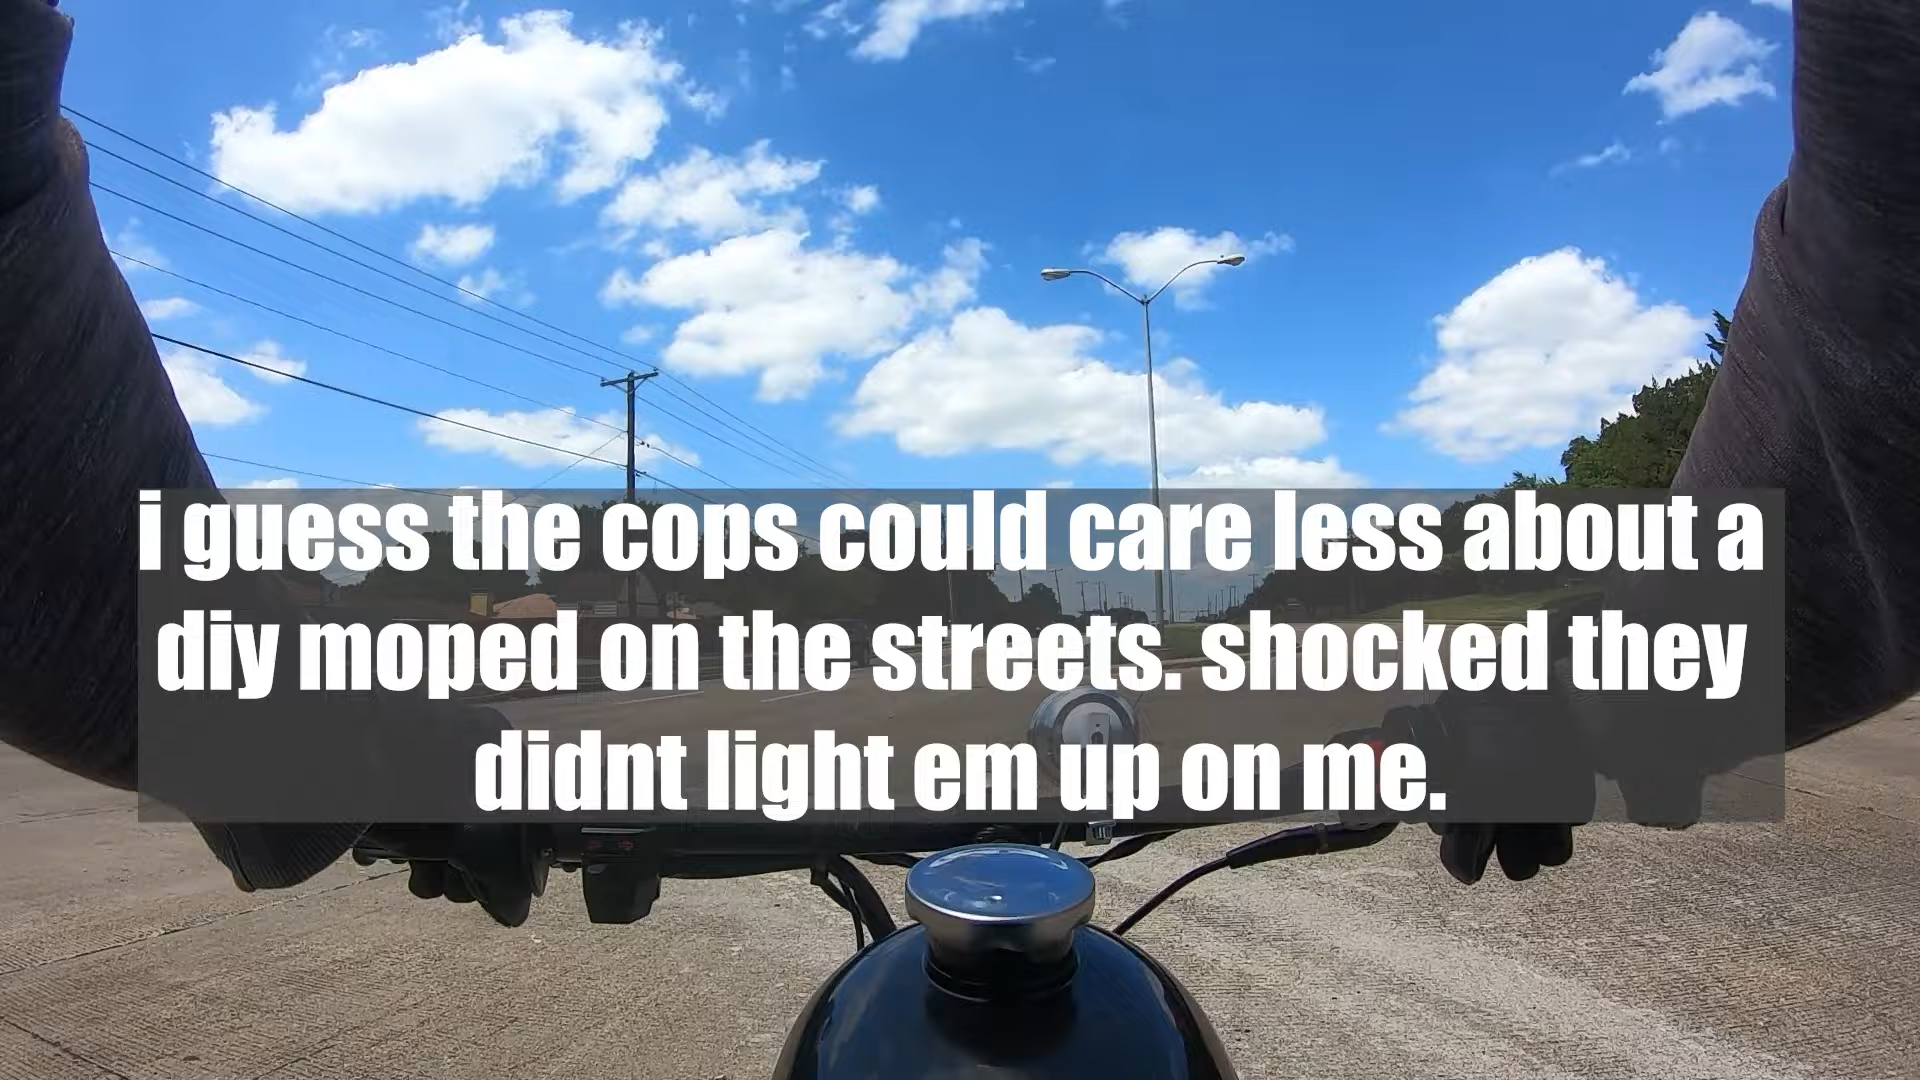 i guess the cops could care less about a
diy moped on the streets. shocked they
didnt light em up on me.